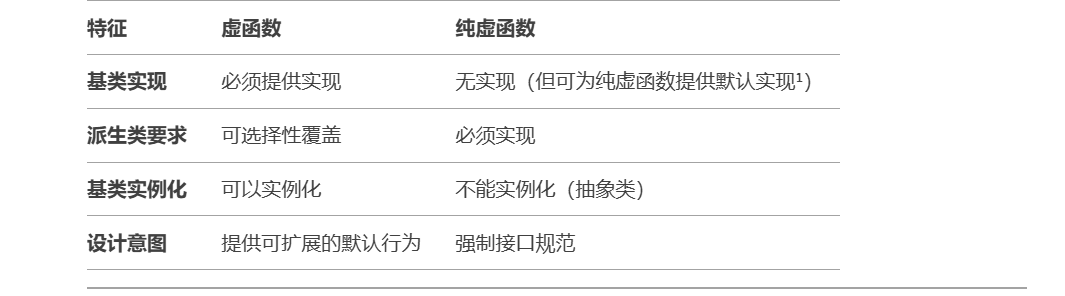 特征 虚函数 纯虚函数
基类实现 必须提供实现 无实现（但可为纯虚函数提供默认实现¹）
派生类要求 可选择性覆盖 必须实现
基类实例化 可以实例化 不能实例化（抽象类）
设计意图 提供可扩展的默认行为 强制接口规范